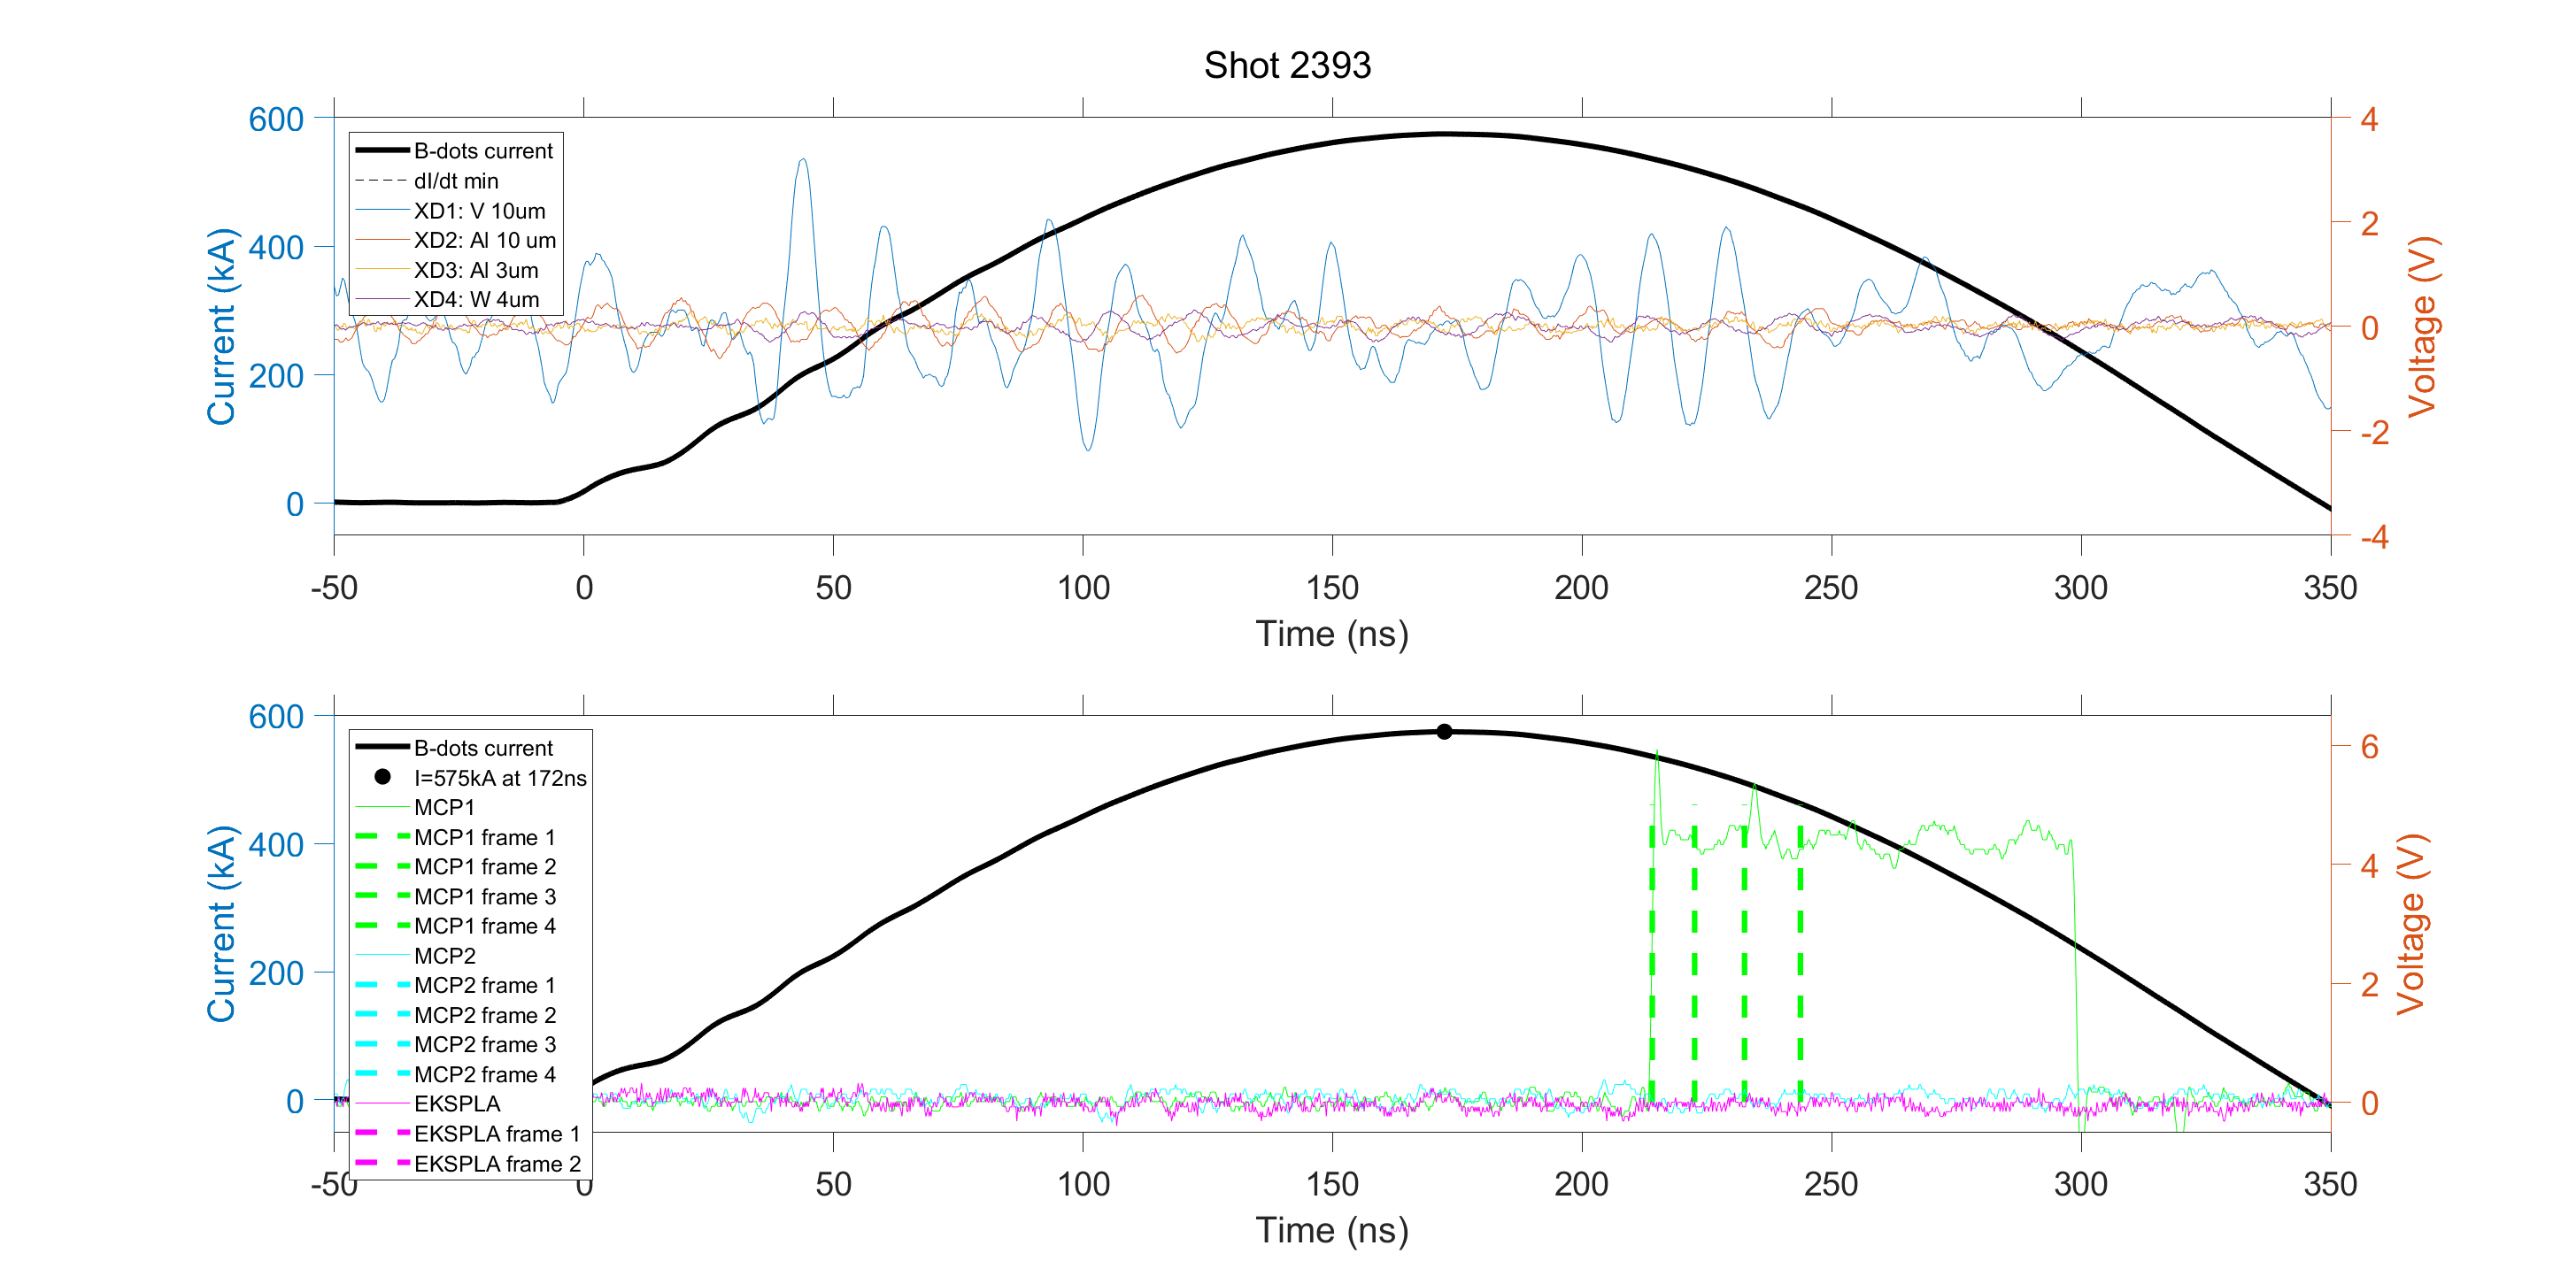 Shot 2393
600
400
200
0
Current (kA)
B-dots current
dI/dt min
XD1: V 10um
XD2: Al 10 um
XD3: Al 3um
XD4: W 4um
4
2
0
-2
-4
Voltage (V)
-50 0 50 100 150 200 250 300 350
Time (ns)
600
400
200
0
Current (kA)
B-dots current
I=575kA at 172ns
MCP1
MCP1 frame 1
MCP1 frame 2
MCP1 frame 3
MCP1 frame 4
MCP2
MCP2 frame 1
MCP2 frame 2
MCP2 frame 3
MCP2 frame 4
EKSPLA
EKSPLA frame 1
EKSPLA frame 2
6
4
2
0
Voltage (V)
-50 0 50 100 150 200 250 300 350
Time (ns)